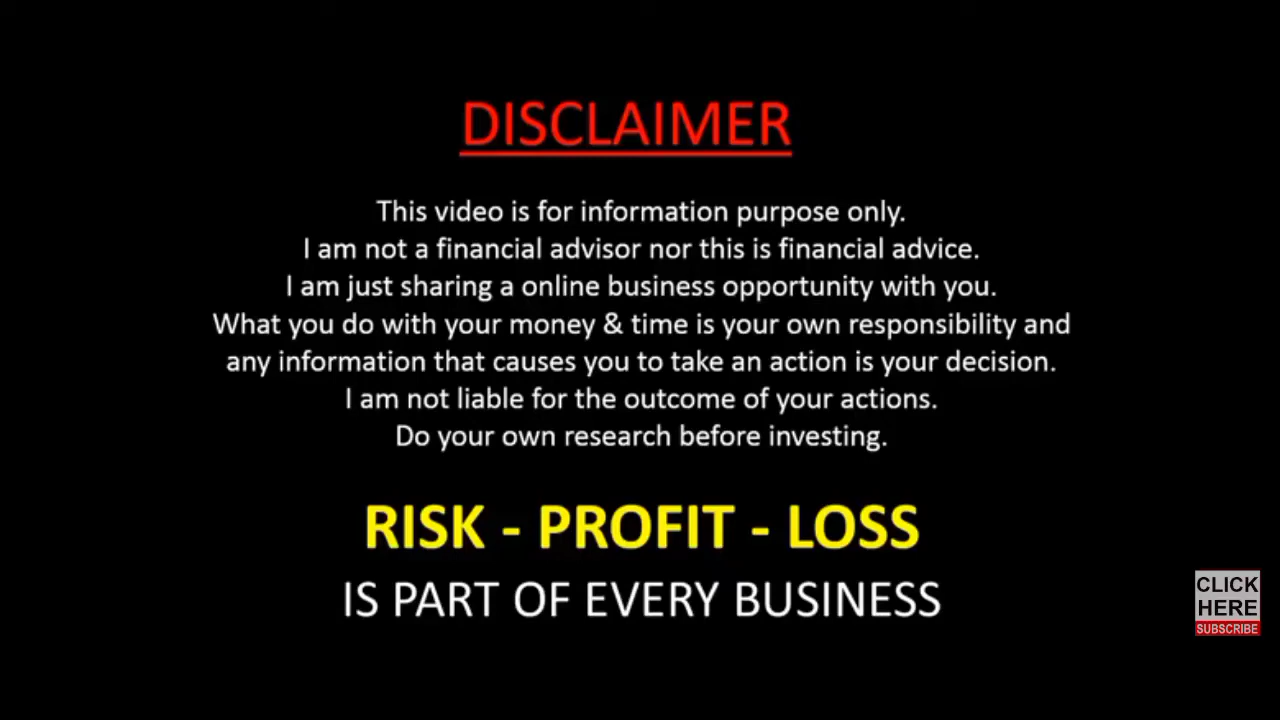 DISCLAIMER
This video is for information purpose only.
I am not a financial advisor nor this is financial advice.
I am just sharing a online business opportunity with you.
What you do with your money & time is your own responsibility and
any information that causes you to take an action is your decision.
I am not liable for the outcome of your actions.
Do your own research before investing.
RISK - PROFIT - LOSS
IS PART OF EVERY BUSINESS
CLICK
HERE
SUBSCRIBE